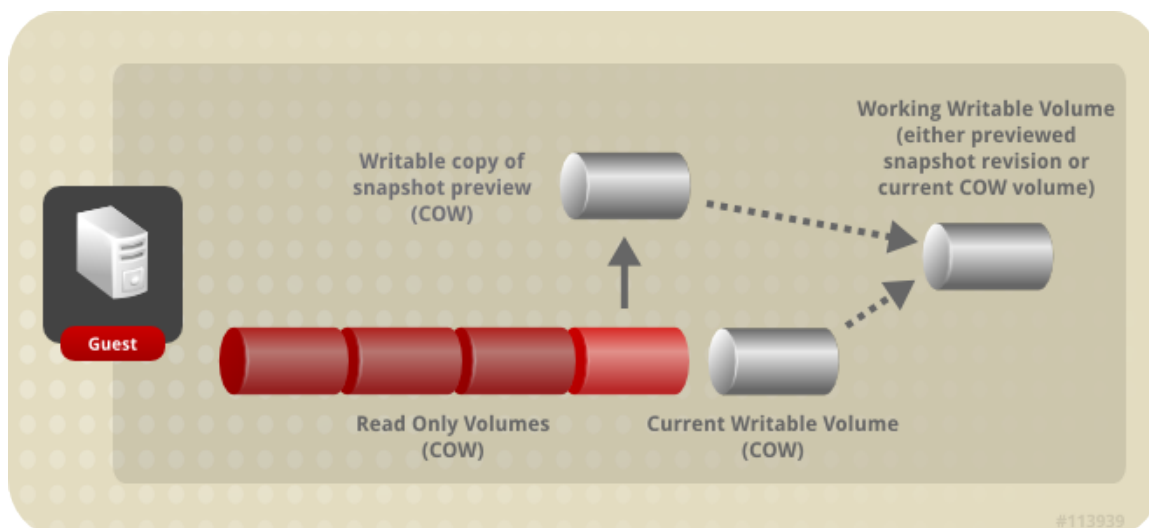 Working Writable Volume
(either previewed
snapshot revision or
current COW volume)
Writable copy of
snapshot preview
(COW)
Guest
Read Only Volumes
(COW)
Current Writable Volume
(COW)
#113939